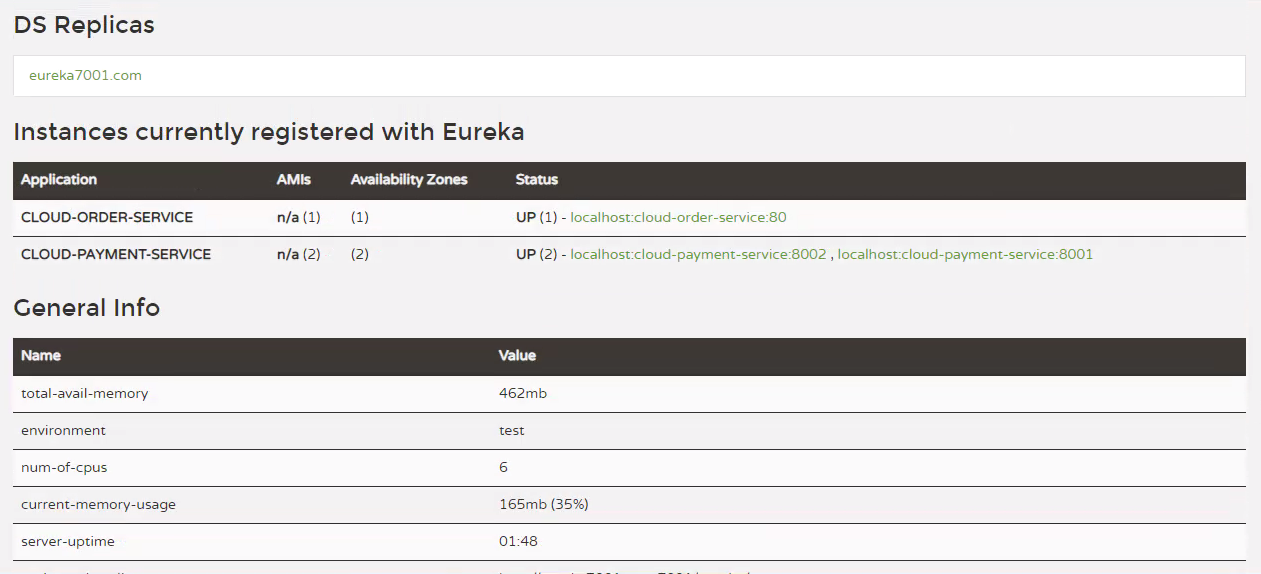 DS Replicas
eureka7001.com
Instances currently registered with Eureka
Application AMIs Availability Zones Status
CLOUD-ORDER-SERVICE n/a (1) (1) UP (1) - localhost:cloud-order-service:80
CLOUD-PAYMENT-SERVICE n/a (2) (2) UP (2) - localhost:cloud-payment-service:8002 , localhost:cloud-payment-service:8001
General Info
Name Value
total-avail-memory 462mb
environment test
num-of-cpus 6
current-memory-usage 165mb (35%)
server-uptime 01:48